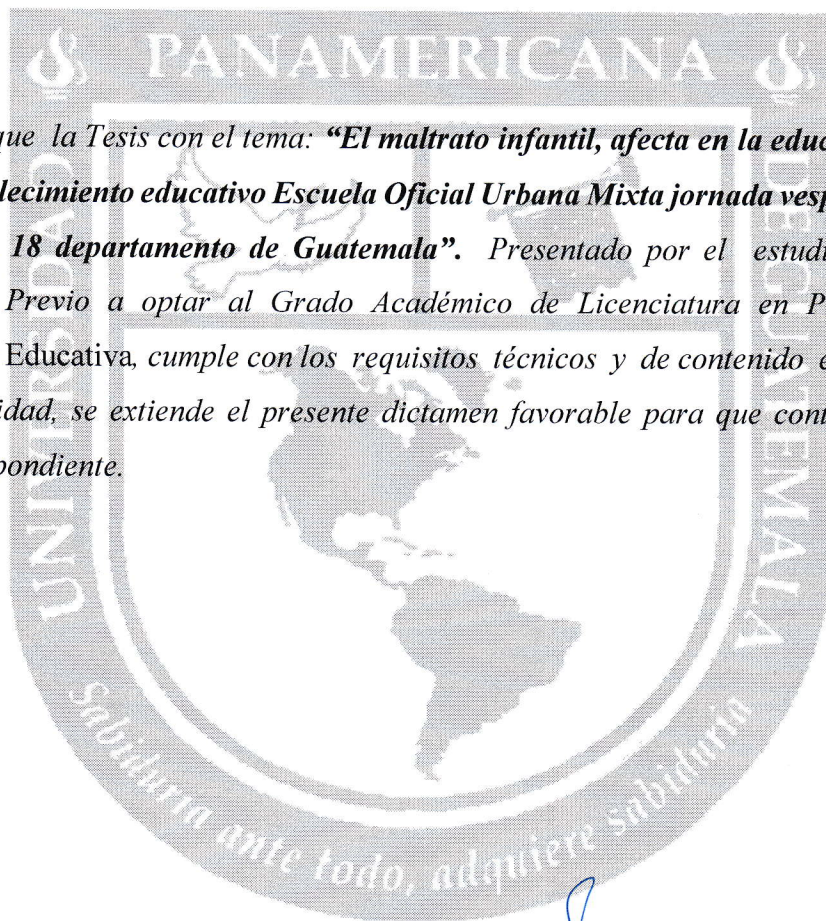 PANAMERICANA
que la Tesis con el tema: "El maltrato infantil, afecta en la educ
lecimiento educativo Escuela Oficial Urbana Mixta jornada vesp
18 departamento de Guatemala". Presentado por el estudi
Previo a optar al Grado Académico de Licenciatura en P
Educativa, cumple con los requisitos técnicos y de contenido e
idad, se extiende el presente dictamen favorable para que cont
pondiente.
UNIVERSIDAD
DE GUATEMALA
Sabiduría ante todo, adquiere sabiduría